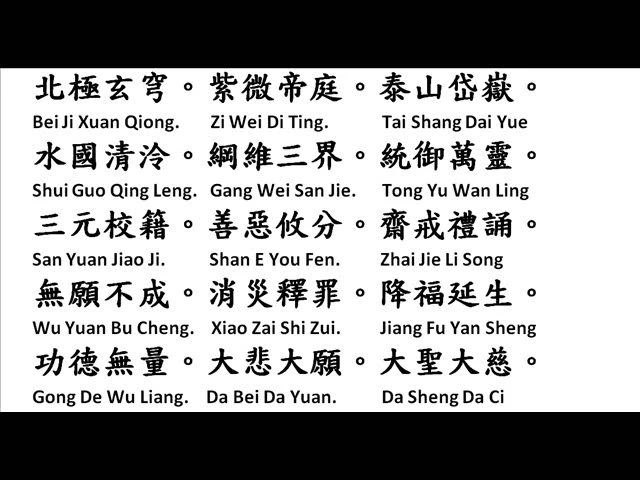 北極玄穹。紫微帝庭。泰山岱嶽。
Bei Ji Xuan Qiong. Zi Wei Di Ting. Tai Shang Dai Yue
水國清泠。綱維三界。統御萬靈。
Shui Guo Qing Leng. Gang Wei San Jie. Tong Yu Wan Ling
三元校籍。善惡攸分。齋戒禮誦。
San Yuan Jiao Ji. Shan E You Fen. Zhai Jie Li Song
無願不成。消災釋罪。降福延生。
Wu Yuan Bu Cheng. Xiao Zai Shi Zui. Jiang Fu Yan Sheng
功德無量。大悲大願。大聖大慈。
Gong De Wu Liang. Da Bei Da Yuan. Da Sheng Da Ci